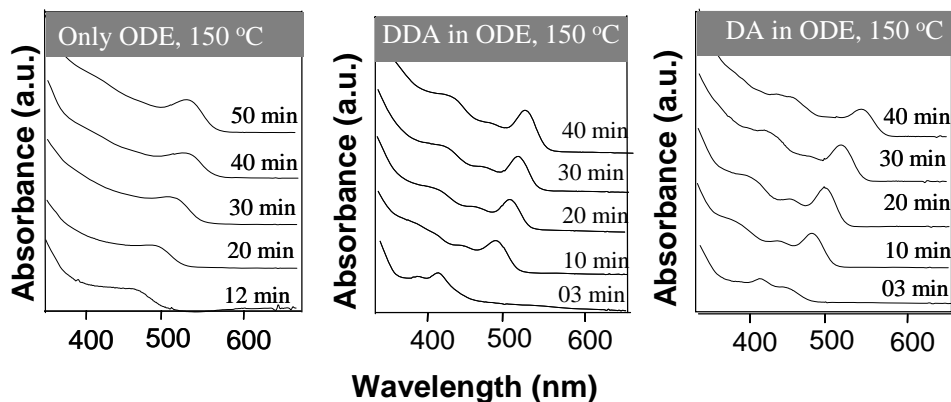 Only ODE, 150 °C
Absorbance (a.u.)
50 min
40 min
30 min
20 min
12 min
400 500 600
DDA in ODE, 150 °C
Absorbance (a.u.)
40 min
30 min
20 min
10 min
03 min
400 500 600
DA in ODE, 150 °C
Absorbance (a.u.)
40 min
30 min
20 min
10 min
03 min
400 500 600
Wavelength (nm)